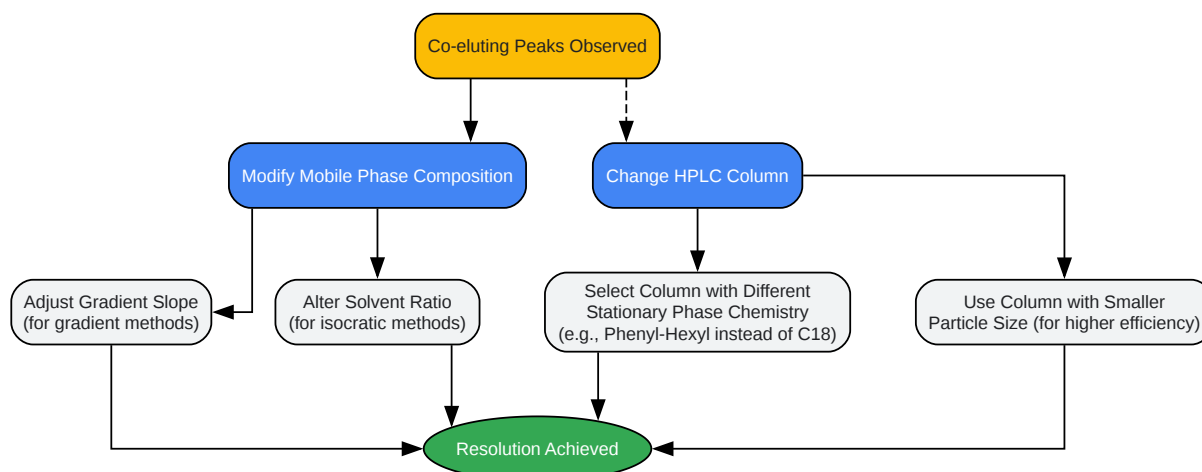 Co-eluting Peaks Observed
Modify Mobile Phase Composition
Change HPLC Column
Adjust Gradient Slope
(for gradient methods)
Alter Solvent Ratio
(for isocratic methods)
Select Column with Different
Stationary Phase Chemistry
(e.g., Phenyl-Hexyl instead of C18)
Use Column with Smaller
Particle Size (for higher efficiency)
Resolution Achieved